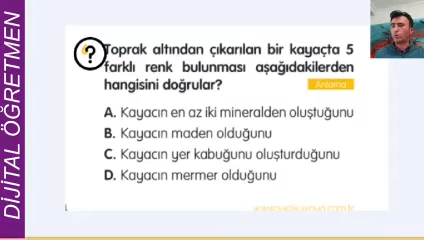 DİJİTAL ÖĞRETMEN
?
Toprak altından çıkarılan bir kayaçta 5
farklı renk bulunması aşağıdakilerden
hangisini doğrular?
Anlama
A. Kayacın en az iki mineralden oluştuğunu
B. Kayacın maden olduğunu
C. Kayacın yer kabuğunu oluşturduğunu
D. Kayacın mermer olduğunu